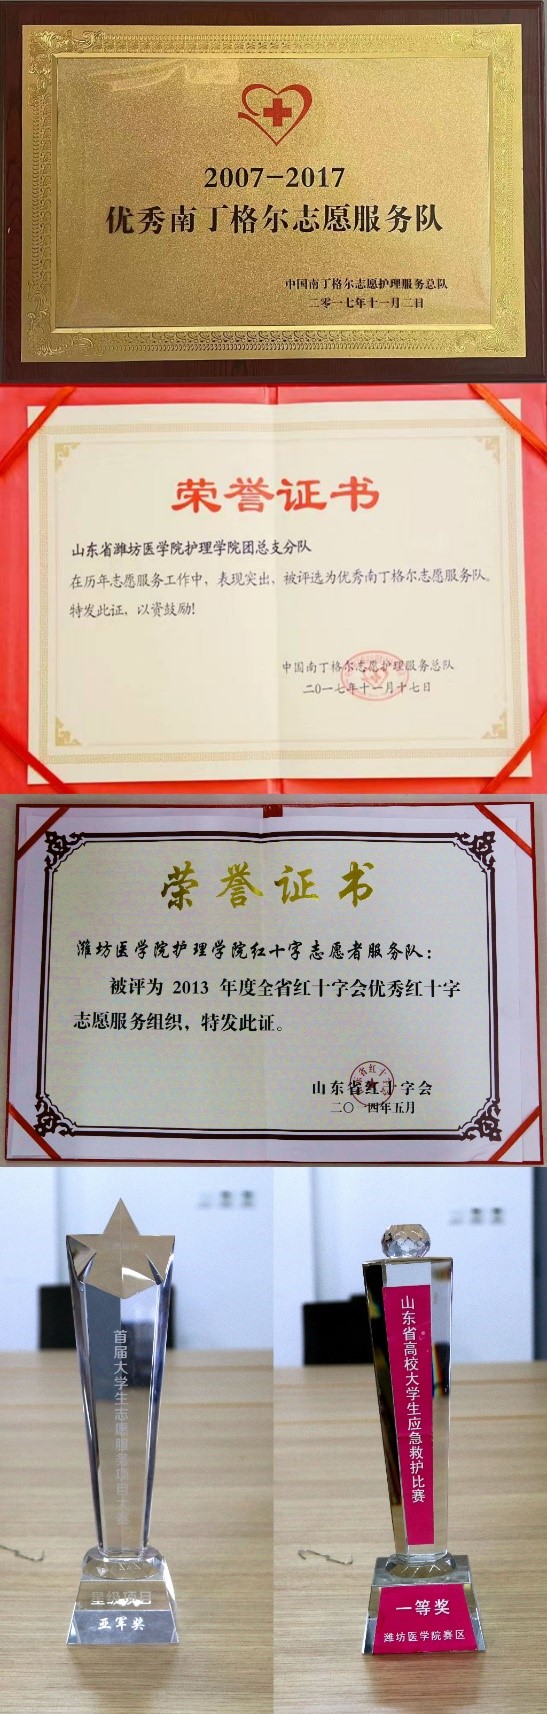 2007-2017
优秀南丁格尔志愿服务队
中国南丁格尔志愿护理服务总队
二零一七年十一月二日
荣誉证书
山东省潍坊医学院护理学院团总支分队
在历年志愿服务工作中，表现突出，被评选为优秀南丁格尔志愿服务队。
特发此证，以资鼓励!
中国南丁格尔志愿护理服务总队
二〇一七年十一月十七日
荣誉证书
潍坊医学院护理学院红十字志愿者服务队：
被评为 2013 年度全省红十字会优秀红十字
志愿服务组织，特发此证。
山东省红十字会
二〇一四年五月
首届大学生志愿服务项目大赛
星级项目
亚军奖
山东省高校大学生应急救护比赛
一等奖
潍坊医学院赛区